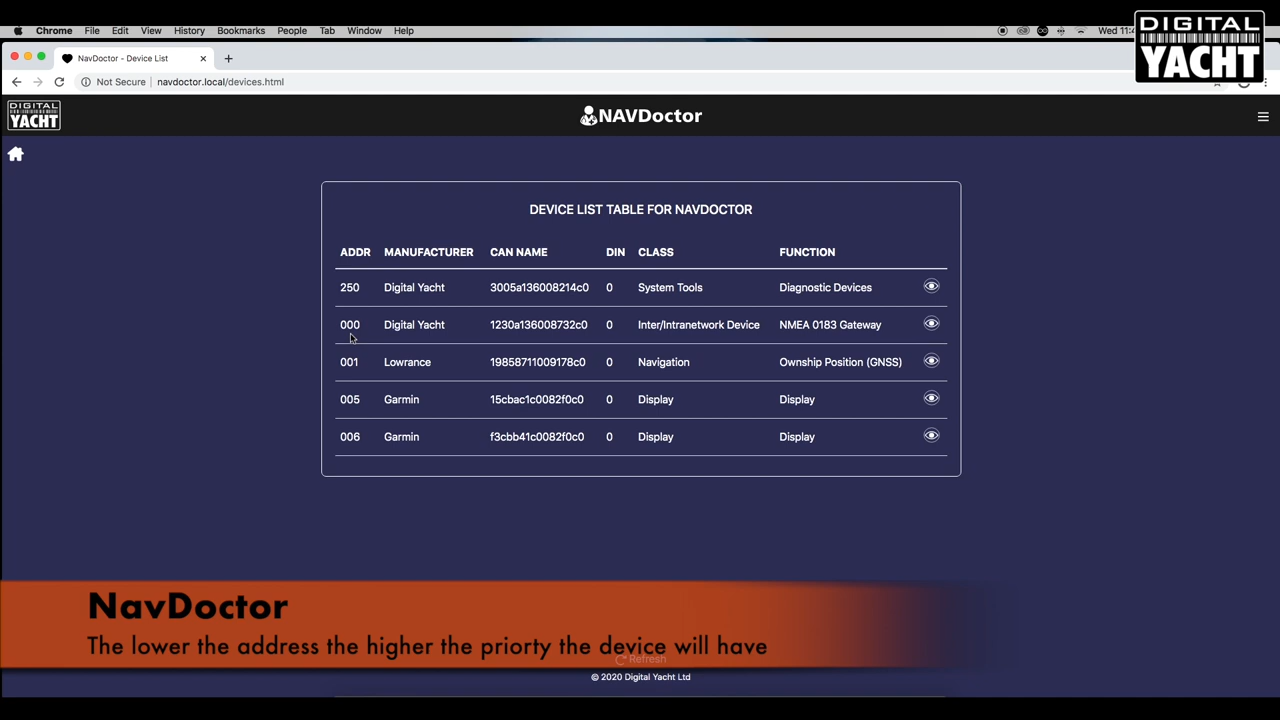 Chrome File Edit View History Bookmarks People Tab Window Help
Wed 11:4
DIGITAL
YACHT
NavDoctor - Device List
Not Secure navdoctor.local/devices.html
DIGITAL
YACHT
NAVDoctor
DEVICE LIST TABLE FOR NAVDOCTOR
ADDR MANUFACTURER CAN NAME DIN CLASS FUNCTION
250 Digital Yacht 3005a136008214c0 0 System Tools Diagnostic Devices
000 Digital Yacht 1230a136008732c0 0 Inter/Intranetwork Device NMEA 0183 Gateway
001 Lowrance 19858711009178c0 0 Navigation Ownship Position (GNSS)
005 Garmin 15cbac1c0082f0c0 0 Display Display
006 Garmin f3cbb41c0082f0c0 0 Display Display
NavDoctor
The lower the address the higher the priorty the device will have
Refresh
© 2020 Digital Yacht Ltd